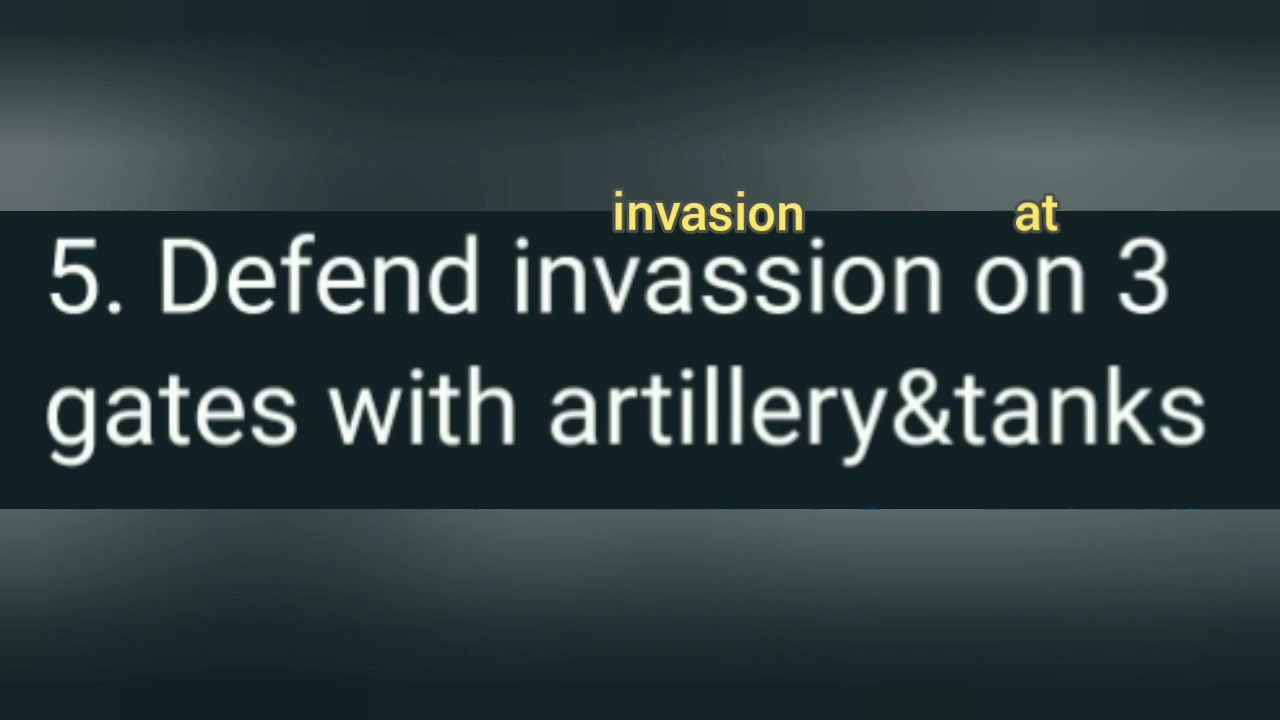 invasion at
5. Defend invassion on 3
gates with artillery&tanks